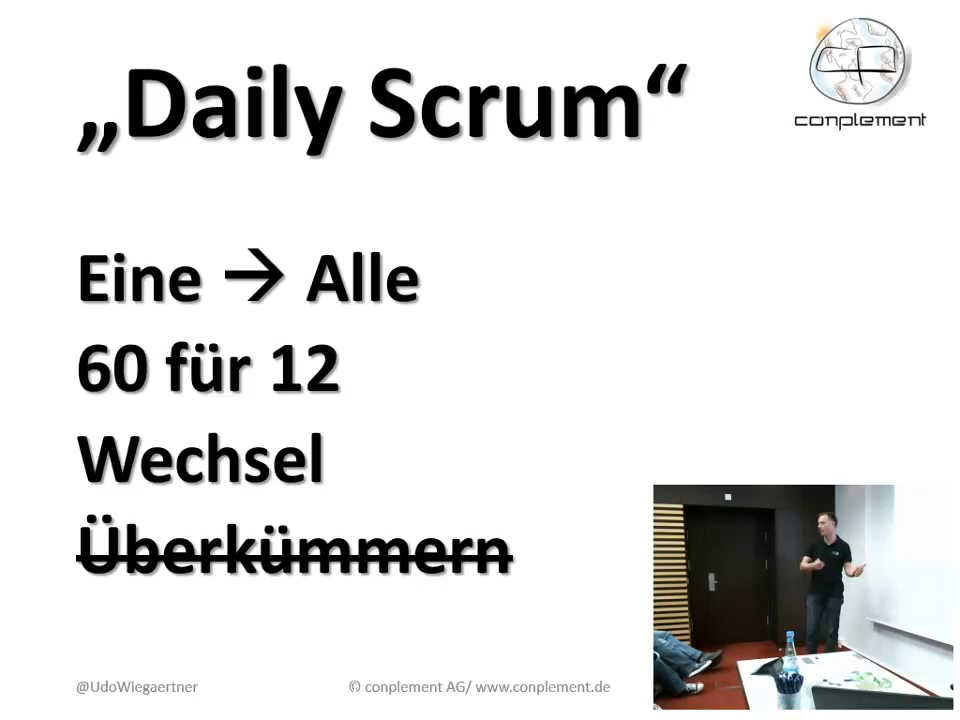 „Daily Scrum“
conplement
Eine → Alle
60 für 12
Wechsel
Überkümmern
@UdoWiegaertner
© conplement AG/ www.conplement.de